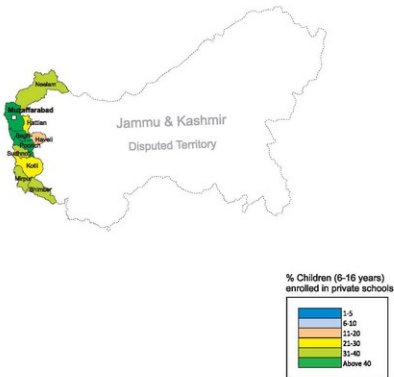 Neelam
Muzaffarabad
Hattian
Bagh
Haveli
Poonch
Sudhnoti
Kotli
Mirpur
Bhimber
Jammu & Kashmir
Disputed Territory
% Children (6-16 years)
enrolled in private schools
1-5
6-10
11-20
21-30
31-40
Above 40